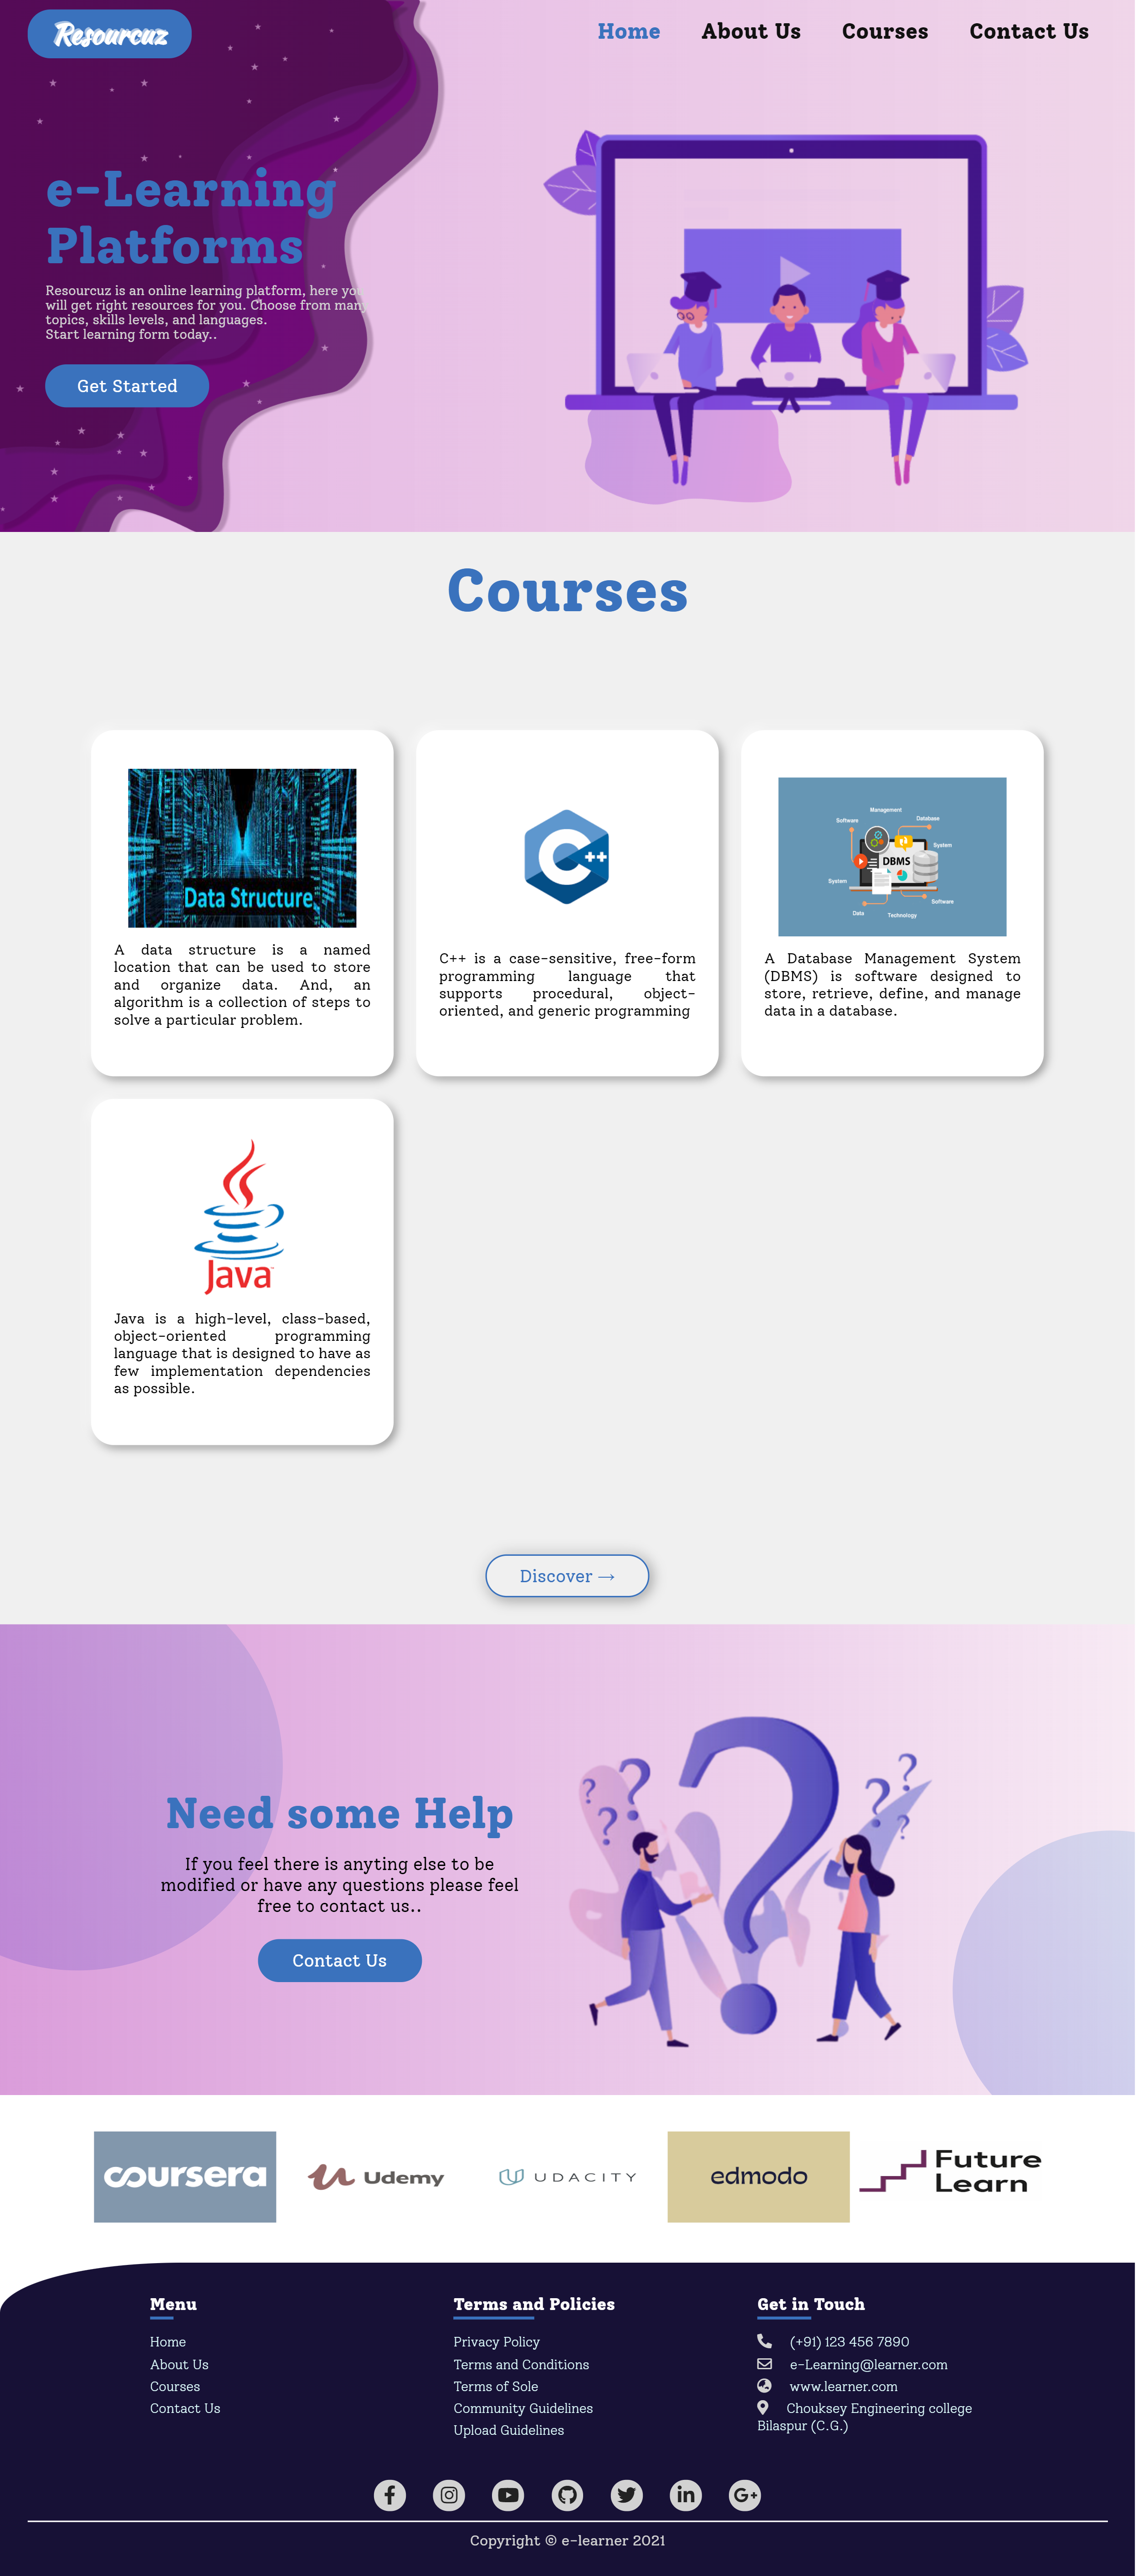 Resourcuz
Home
About Us
Courses
Contact Us
e-Learning
Platforms
Resourcuz is an online learning platform, here you
will get right resources for you. Choose from many
topics, skills levels, and languages.
Start learning form today..
Get Started
Courses
Data Structure
A data structure is a named
location that can be used to store
and organize data. And, an
algorithm is a collection of steps to
solve a particular problem.
C++
C++ is a case-sensitive, free-form
programming language that
supports procedural, object-
oriented, and generic programming
Management
Software
Database
System
DBMS
System
Software
Data
Technology
A Database Management System
(DBMS) is software designed to
store, retrieve, define, and manage
data in a database.
Java
Java is a high-level, class-based,
object-oriented programming
language that is designed to have as
few implementation dependencies
as possible.
Discover →
Need some Help
If you feel there is anyting else to be
modified or have any questions please feel
free to contact us..
Contact Us
coursera
Udemy
UDACITY
edmodo
Future
Learn
Menu
Home
About Us
Courses
Contact Us
Terms and Policies
Privacy Policy
Terms and Conditions
Terms of Sole
Community Guidelines
Upload Guidelines
Get in Touch
(+91) 123 456 7890
e-Learning@learner.com
www.learner.com
Chouksey Engineering college
Bilaspur (C.G.)
Copyright © e-learner 2021